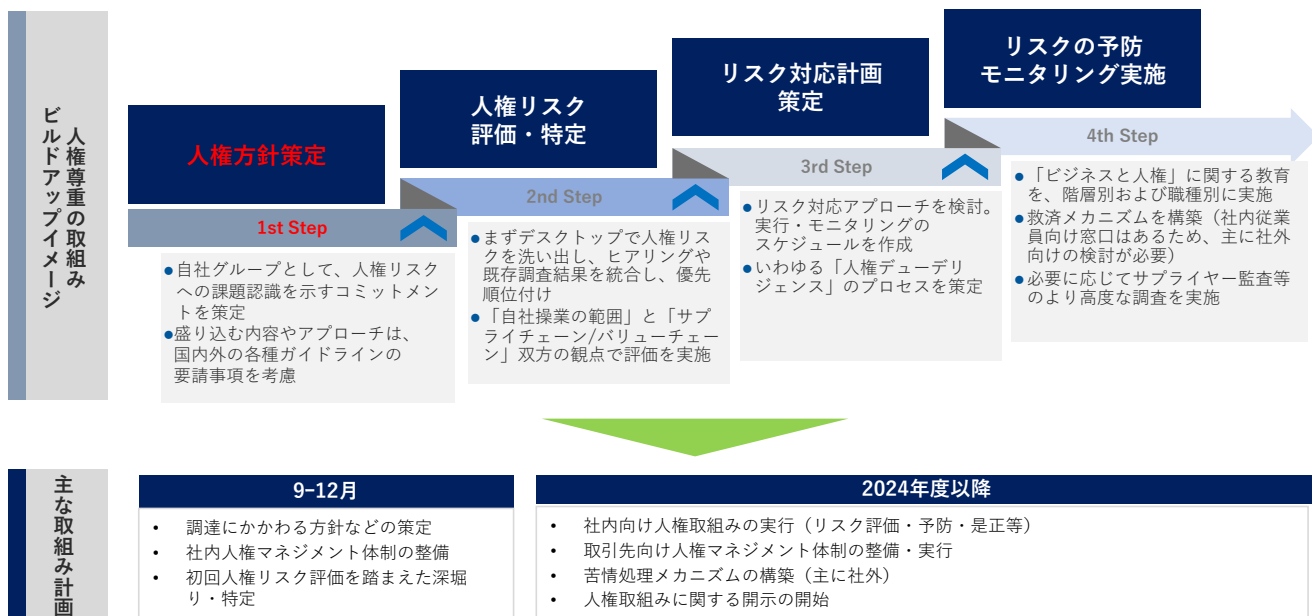 人権尊重の取組み
ビルドアップイメージ
人権方針策定
1st Step
●自社グループとして、人権リスク
への課題認識を示すコミットメン
トを策定
●盛り込む内容やアプローチは、
国内外の各種ガイドラインの
要請事項を考慮
人権リスク
評価・特定
2nd Step
●まずデスクトップで人権リス
クを洗い出し、ヒアリングや
既存調査結果を統合し、優先
順位付け
●「自社操業の範囲」と「サプ
ライチェーン/バリューチェー
ン」双方の観点で評価を実施
リスク対応計画
策定
3rd Step
●リスク対応アプローチを検討。
実行・モニタリングの
スケジュールを作成
●いわゆる「人権デューデリ
ジェンス」のプロセスを策定
リスクの予防
モニタリング実施
4th Step
●「ビジネスと人権」に関する教育
を、階層別および職種別に実施
●救済メカニズムを構築（社内従業
員向け窓口はあるため、主に社外
向けの検討が必要）
●必要に応じてサプライヤー監査等
のより高度な調査を実施
主な取組み計画
9-12月
• 調達にかかわる方針などの策定
• 社内人権マネジメント体制の整備
• 初回人権リスク評価を踏まえた深堀
り・特定
2024年度以降
• 社内向け人権取組みの実行（リスク評価・予防・是正等）
• 取引先向け人権マネジメント体制の整備・実行
• 苦情処理メカニズムの構築（主に社外）
• 人権取組みに関する開示の開始